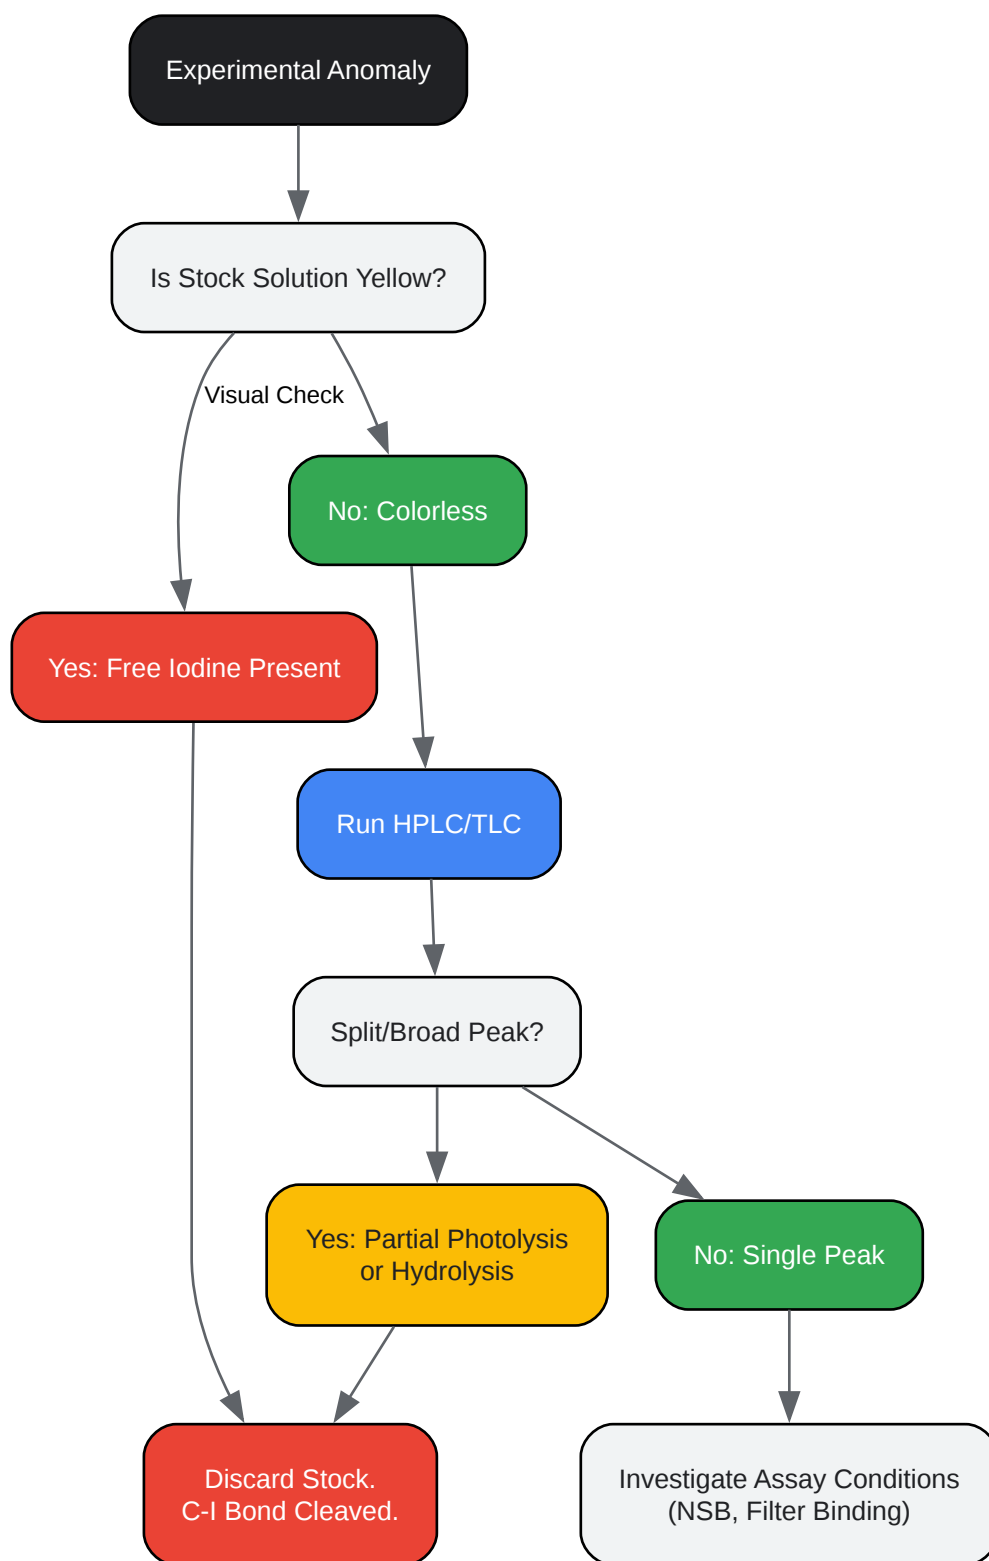 Experimental Anomaly
Is Stock Solution Yellow?
Visual Check
No: Colorless
Yes: Free Iodine Present
Run HPLC/TLC
Split/Broad Peak?
Yes: Partial Photolysis
or Hydrolysis
No: Single Peak
Discard Stock.
C-I Bond Cleaved.
Investigate Assay Conditions
(NSB, Filter Binding)